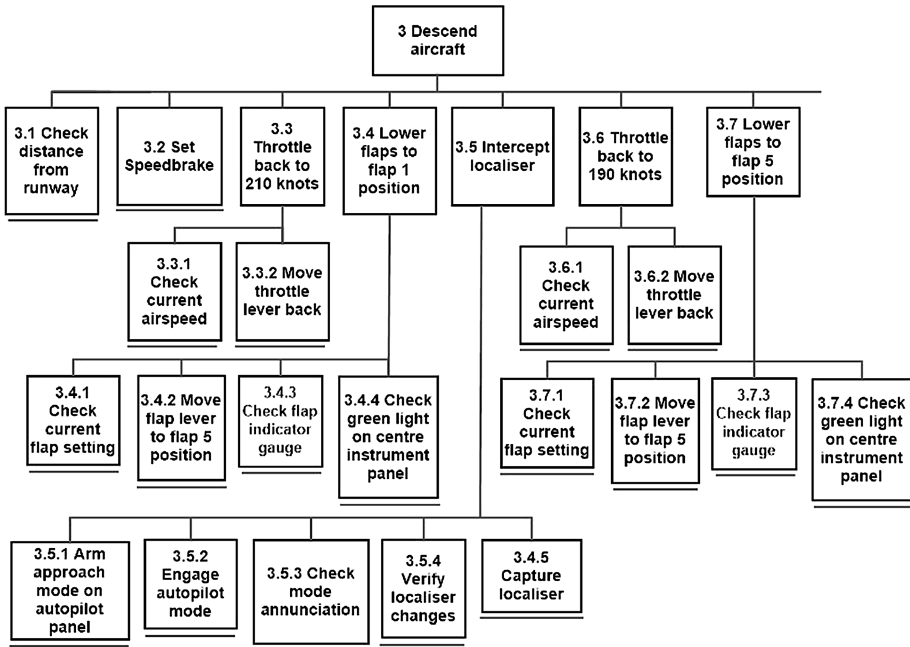 3 Descend
aircraft
3.1 Check
distance
from
runway
3.2 Set
Speedbrake
3.3
Throttle
back to
210 knots
3.4 Lower
flaps to
flap 1
position
3.5 Intercept
localiser
3.6 Throttle
back to
190 knots
3.7 Lower
flaps to
flap 5
position
3.3.1
Check
current
airspeed
3.3.2 Move
throttle
lever back
3.6.1
Check
current
airspeed
3.6.2 Move
throttle
lever back
3.4.1
Check
current
flap setting
3.4.2 Move
flap lever
to flap 5
position
3.4.3
Check flap
indicator
gauge
3.4.4 Check
green light
on centre
instrument
panel
3.7.1
Check
current
flap setting
3.7.2 Move
flap lever
to flap 5
position
3.7.3
Check flap
indicator
gauge
3.7.4 Check
green light
on centre
instrument
panel
3.5.1 Arm
approach
mode on
autopilot
panel
3.5.2
Engage
autopilot
mode
3.5.3 Check
mode
annunciation
3.5.4
Verify
localiser
changes
3.4.5
Capture
localiser